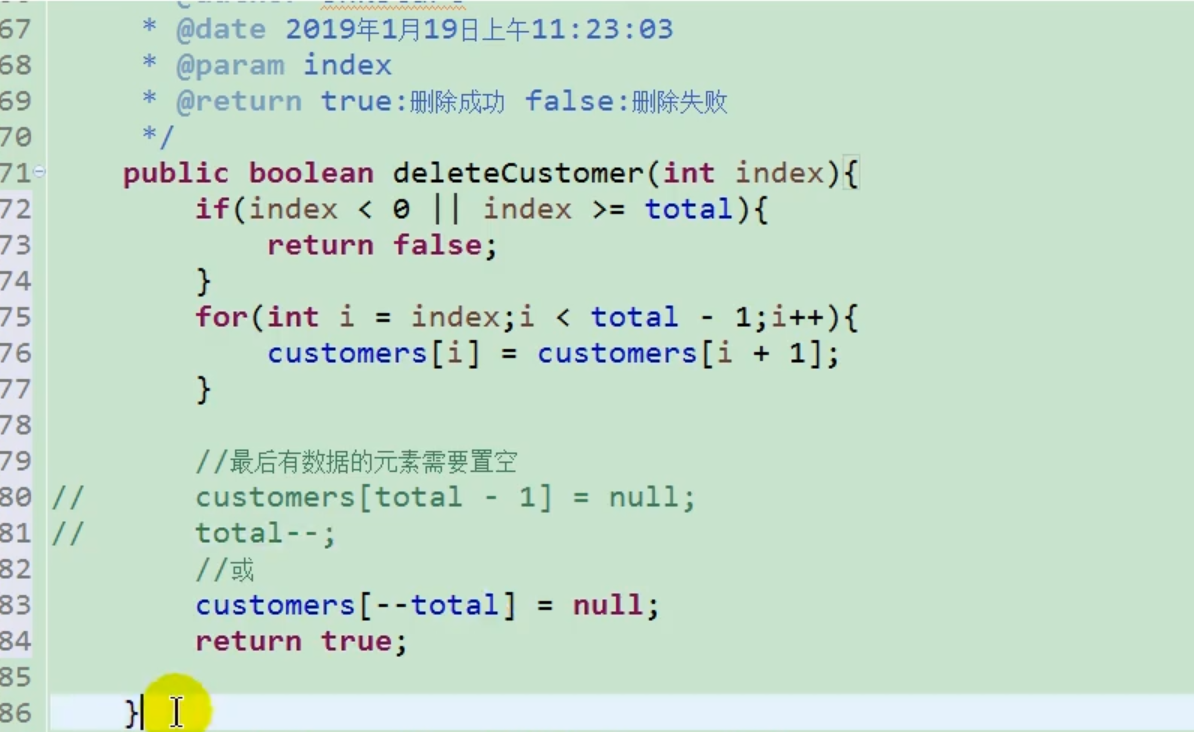 67 * @date 2019年1月19日上午11:23:03
68 * @param index
69 * @return true:删除成功 false:删除失败
70 */
71 public boolean deleteCustomer(int index){
72 if(index < 0 || index >= total){
73 return false;
74 }
75 for(int i = index;i < total - 1;i++){
76 customers[i] = customers[i + 1];
77 }
78
79 //最后有数据的元素需要置空
80 // customers[total - 1] = null;
81 // total--;
82 //或
83 customers[--total] = null;
84 return true;
85
86 }